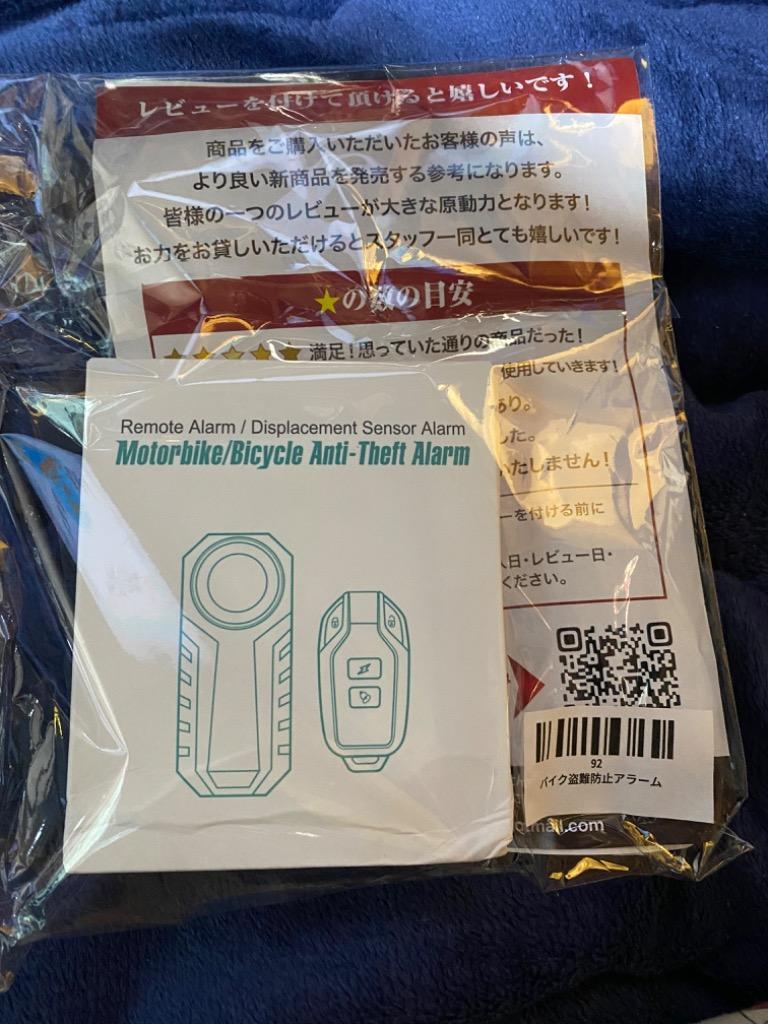 レビューを付けて頂けると嬉しいです！
商品をご購入いただいたお客様の声は、
より良い新商品を発売する参考になります。
皆様の一つのレビューが大きな原動力となります！
お力をお貸しいただけるとスタッフ一同とても嬉しいです！
★の数の目安
★★★★★ 満足！思っていた通りの商品だった！
使用していきます！
あり。
した。
いたしません！
ーを付ける前に
日・レビュー日・
ください。
Remote Alarm / Displacement Sensor Alarm
Motorbike/Bicycle Anti-Theft Alarm
92
バイク盗難防止アラーム
otmail.com